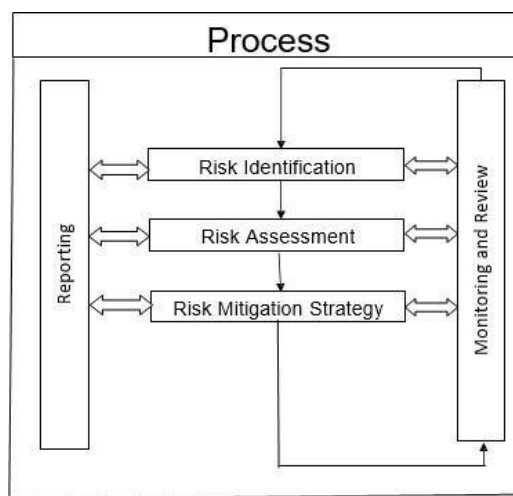 Process
Reporting
Risk Identification
Risk Assessment
Risk Mitigation Strategy
Monitoring and Review